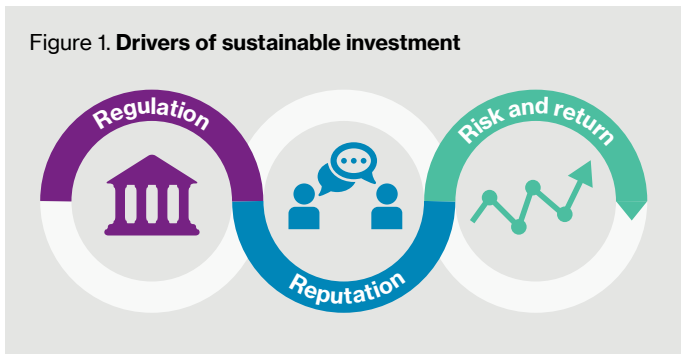 Figure 1. Drivers of sustainable investment
Regulation
Reputation
Risk and return